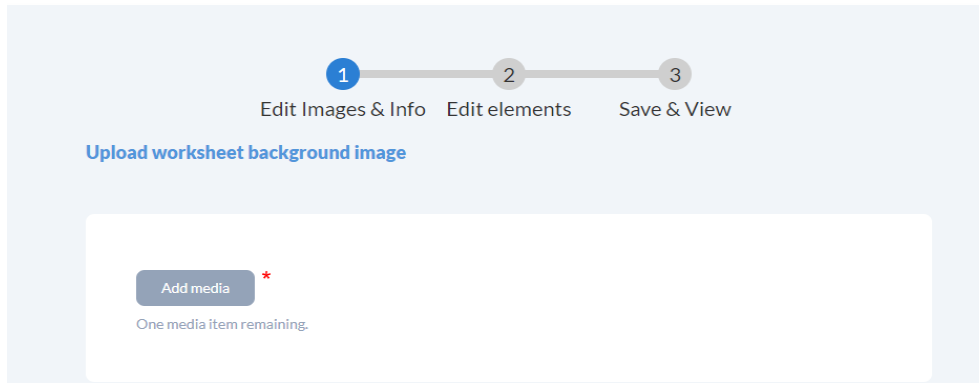 1 2 3
Edit Images & Info Edit elements Save & View
Upload worksheet background image
Add media *
One media item remaining.